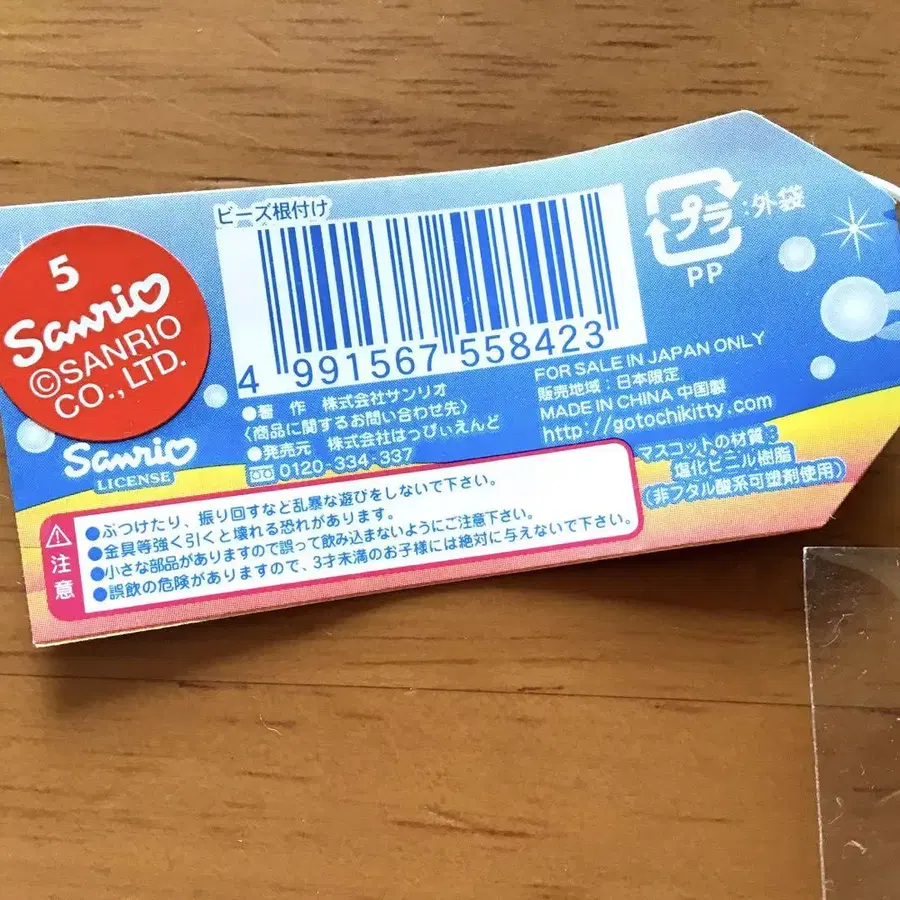 5
Sanrio
©SANRIO
CO., LTD.
Sanrio
LICENSE
ビーズ根付け
4 991567 558423
●著 作 株式会社サンリオ
〈商品に関するお問い合わせ先〉
●発売元 株式会社はっぴぃえんど
0120-334-337
プラ :外袋
PP
FOR SALE IN JAPAN ONLY
販売地域:日本限定
MADE IN CHINA 中国製
http://gotochikitty.com
マスコットの材質:
塩化ビニル樹脂
(非フタル酸系可塑剤使用)
注意
●ぶつけたり、振り回すなど乱暴な遊びをしないで下さい。
●金具等強く引くと壊れる恐れがあります。
●小さな部品がありますので誤って飲み込まないようにご注意下さい。
●誤飲の危険がありますので、3才未満のお子様には絶対に与えないで下さい。